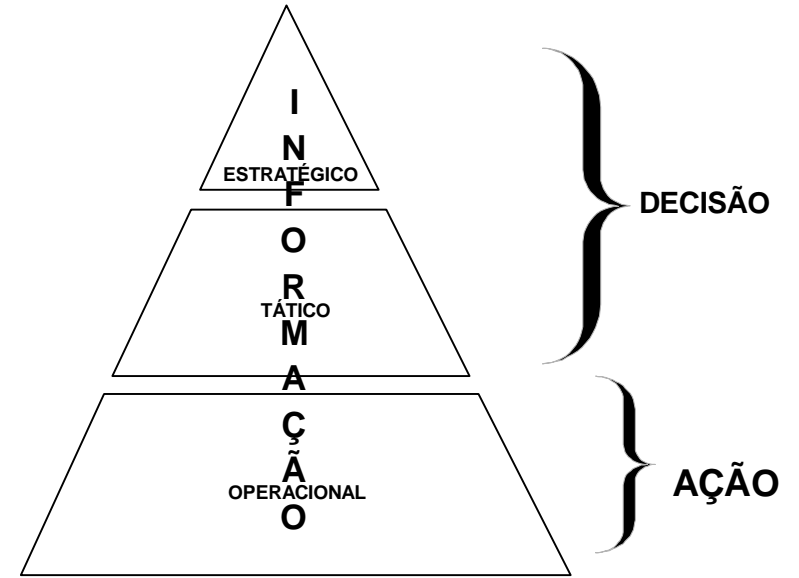 I
N
ESTRATÉGICO
F
DECISÃO
O
R
TÁTICO
M
A
Ç
Ã
AÇÃO
OPERACIONAL
O